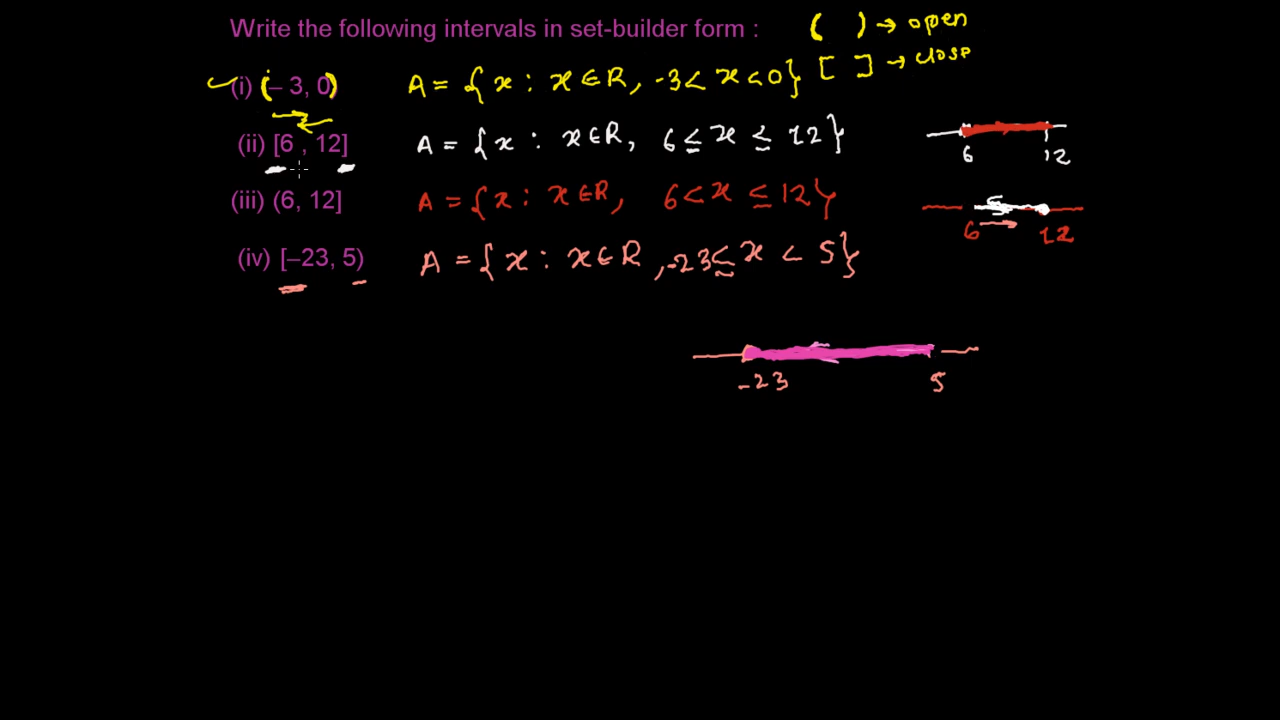 Write the following intervals in set-builder form : ( ) → open
[ ] → close
(i) (– 3, 0) A = { x : x ∈ R, -3 < x < 0}
(ii) [6 , 12] A = { x : x ∈ R, 6 ≤ x ≤ 12}
6 12
(iii) (6, 12] A = { x : x ∈ R, 6 < x ≤ 12}
6 12
(iv) [–23, 5) A = { x : x ∈ R , -23 ≤ x < 5}
-23 5